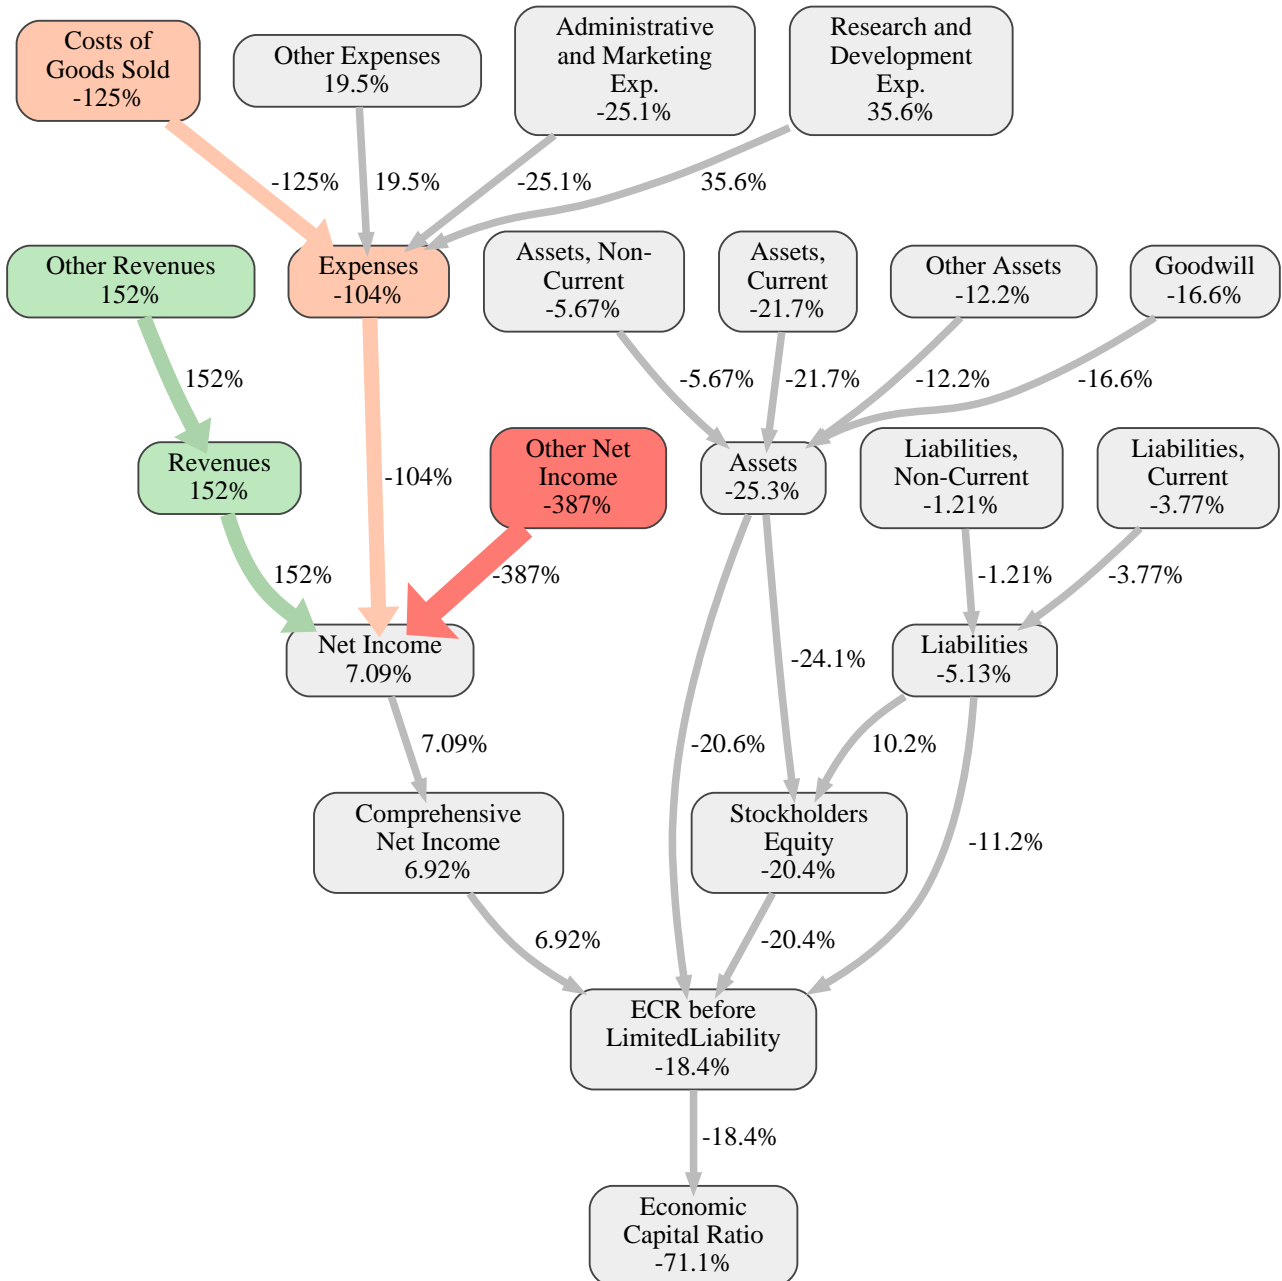 Costs of
Goods Sold
-125%
Other Expenses
19.5%
Administrative
and Marketing
Exp.
-25.1%
Research and
Development
Exp.
35.6%
-125%
19.5%
-25.1%
35.6%
Other Revenues
152%
Expenses
-104%
Assets, Non-
Current
-5.67%
Assets,
Current
-21.7%
Other Assets
-12.2%
Goodwill
-16.6%
152%
-5.67%
-21.7%
-12.2%
-16.6%
Revenues
152%
-104%
Other Net
Income
-387%
Assets
-25.3%
Liabilities,
Non-Current
-1.21%
Liabilities,
Current
-3.77%
152%
-387%
-1.21%
-3.77%
Net Income
7.09%
-24.1%
Liabilities
-5.13%
7.09%
-20.6%
10.2%
Comprehensive
Net Income
6.92%
Stockholders
Equity
-20.4%
-11.2%
6.92%
-20.4%
ECR before
LimitedLiability
-18.4%
-18.4%
Economic
Capital Ratio
-71.1%